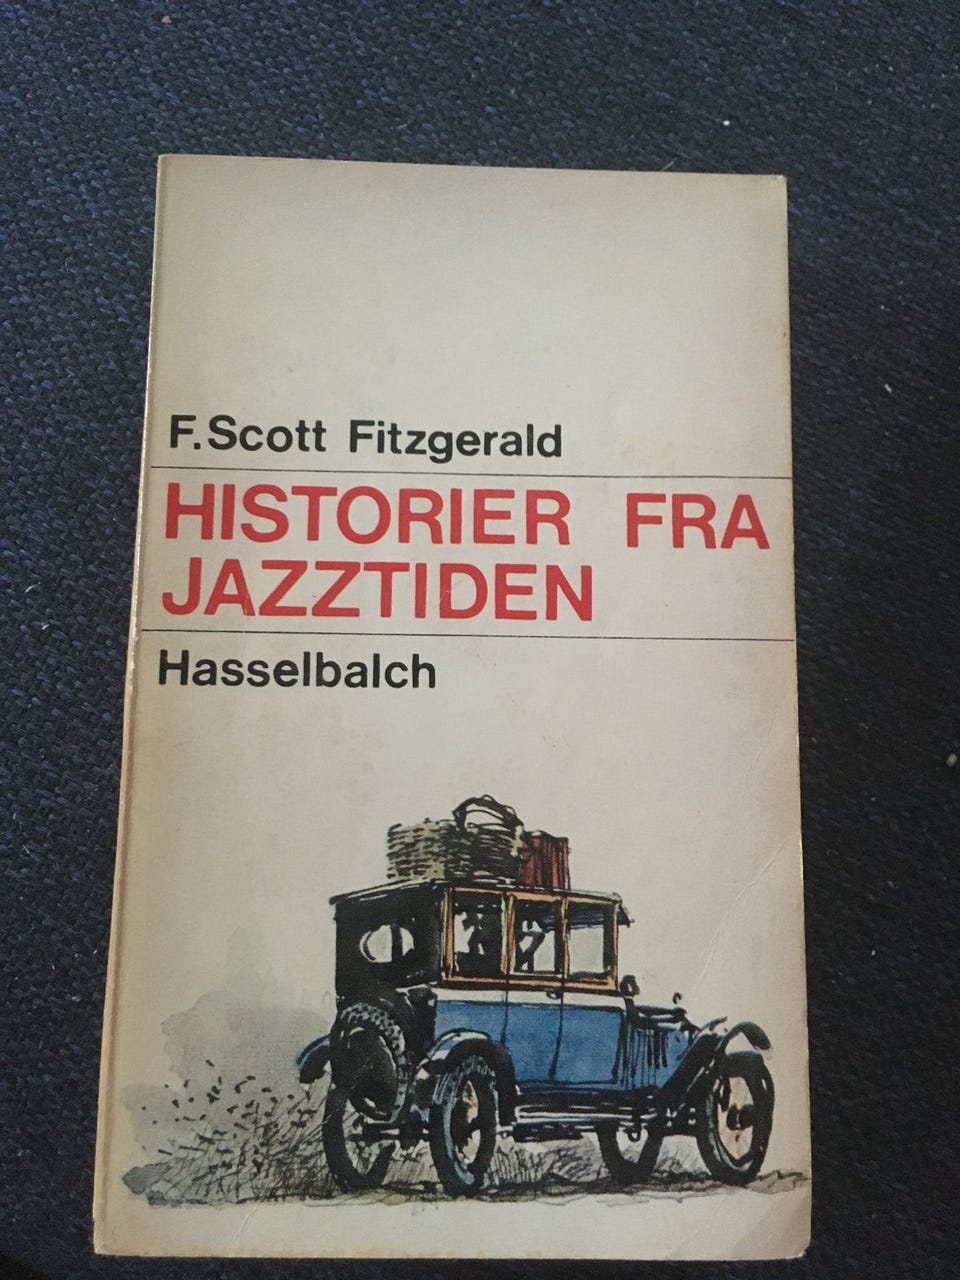 F.Scott Fitzgerald
HISTORIER FRA
JAZZTIDEN
Hasselbalch